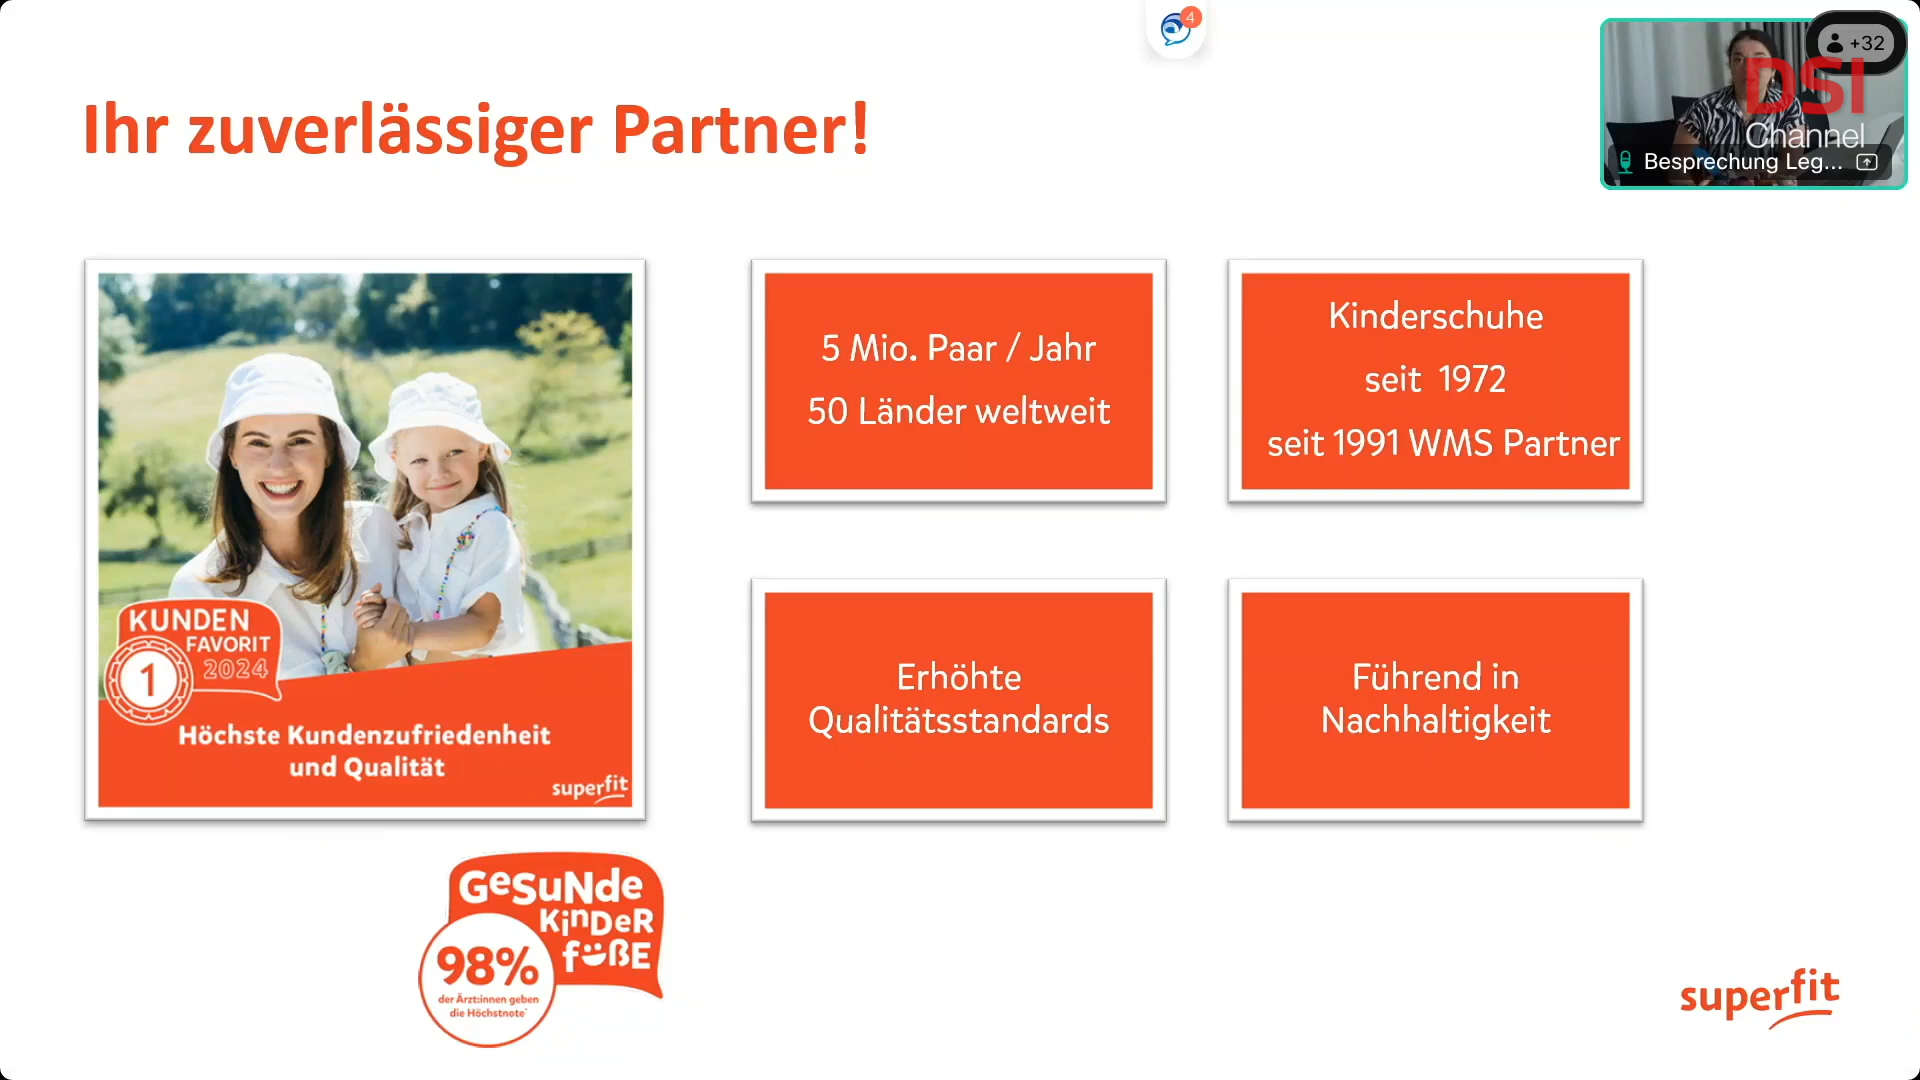 4
+32
DSI
Channel
Besprechung Leg...
Ihr zuverlässiger Partner!
KUNDEN
FAVORIT
2024
1
Höchste Kundenzufriedenheit
und Qualität
superfit
5 Mio. Paar / Jahr
50 Länder weltweit
Kinderschuhe
seit 1972
seit 1991 WMS Partner
Erhöhte
Qualitätsstandards
Führend in
Nachhaltigkeit
GeSuNde
KinDeR
füßE
98%
der Ärzt:innen geben
die Höchstnote*
superfit